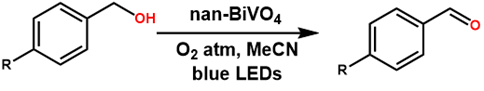 OH
R
nan-BiVO₄
O₂ atm, MeCN
blue LEDs
O
R